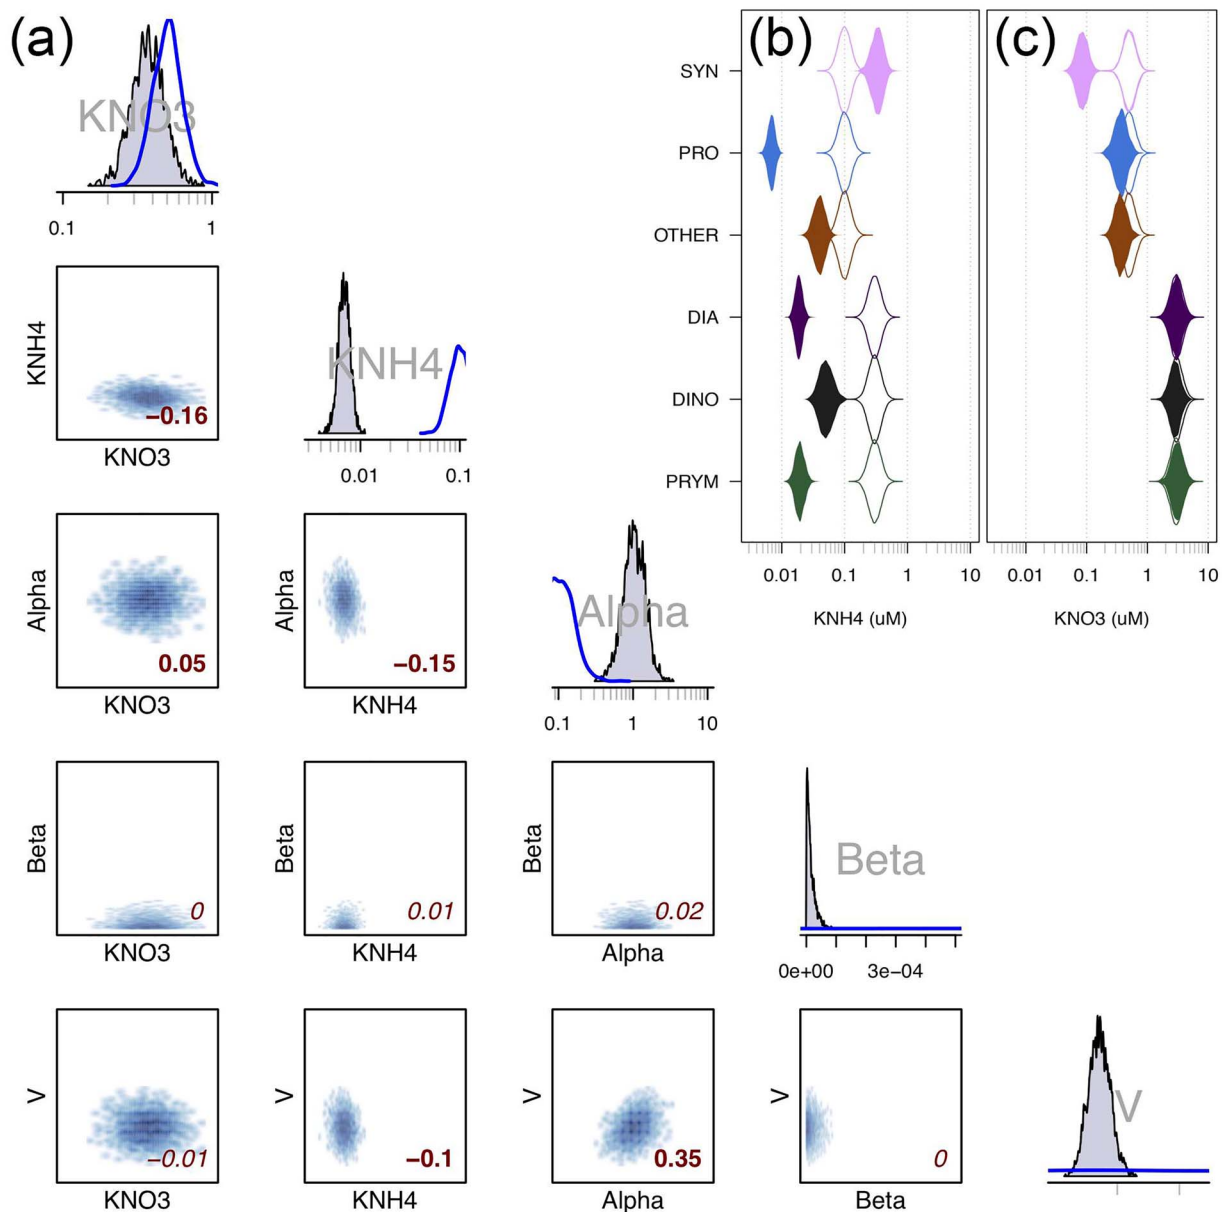 (a)
KNO3
0.1 1
KNH4
−0.16
KNO3
KNH4
0.01 0.1
Alpha
0.05
KNO3
Alpha
−0.15
KNH4
Alpha
0.1 1 10
Beta
0
KNO3
Beta
0.01
KNH4
Beta
0.02
Alpha
Beta
0e+00 3e−04
V
−0.01
KNO3
V
−0.1
KNH4
V
0.35
Alpha
V
0
Beta
V
(b)
SYN
PRO
OTHER
DIA
DINO
PRYM
0.01 0.1 1 10
KNH4 (uM)
(c)
0.01 0.1 1 10
KNO3 (uM)